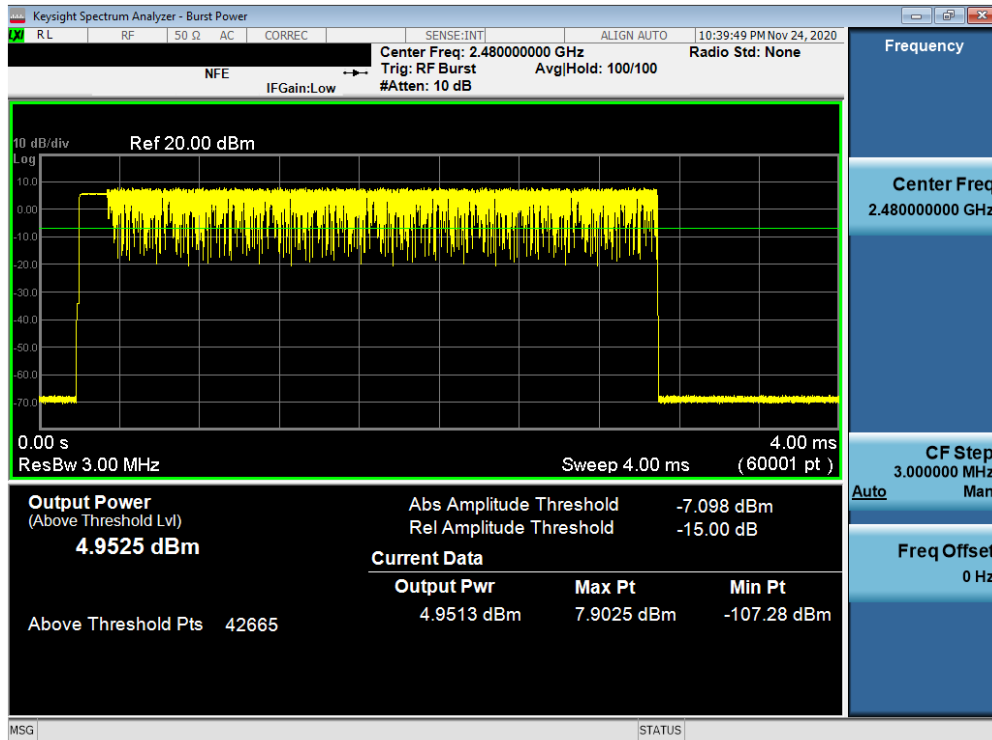 Keysight Spectrum Analyzer - Burst Power
LXI RL RF 50 Ω AC CORREC SENSE:INT ALIGN AUTO 10:39:49 PM Nov 24, 2020
Center Freq: 2.480000000 GHz Radio Std: None
NFE Trig: RF Burst Avg|Hold: 100/100
IFGain:Low #Atten: 10 dB
10 dB/div Ref 20.00 dBm
Log
10.0
0.00
-10.0
-20.0
-30.0
-40.0
-50.0
-60.0
-70.0
0.00 s 4.00 ms
ResBw 3.00 MHz Sweep 4.00 ms (60001 pt)
Output Power
(Above Threshold Lvl)
4.9525 dBm
Above Threshold Pts 42665
Abs Amplitude Threshold -7.098 dBm
Rel Amplitude Threshold -15.00 dB
Current Data
Output Pwr Max Pt Min Pt
4.9513 dBm 7.9025 dBm -107.28 dBm
Frequency
Center Freq
2.480000000 GHz
CF Step
3.000000 MHz
Auto Man
Freq Offset
0 Hz
MSG STATUS